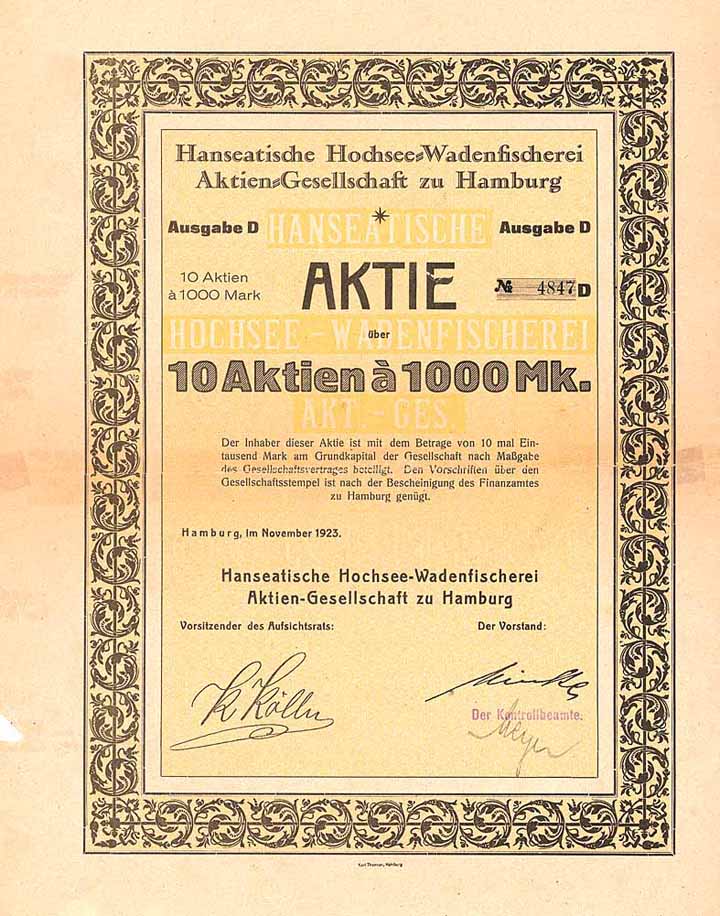 Hanseatische Hochsee-Wadenfischerei
Aktien-Gesellschaft zu Hamburg
Ausgabe D HANSEATISCHE Ausgabe D
10 Aktien
à 1000 Mark
AKTIE
№ 4847 D
HOCHSEE-WADENFISCHEREI
über
10 Aktien à 1000 Mk.
AKT.-GES.
Der Inhaber dieser Aktie ist mit dem Betrage von 10 mal Ein-
tausend Mark am Grundkapital der Gesellschaft nach Maßgabe
des Gesellschaftsvertrages beteiligt. Den Vorschriften über den
Gesellschaftsstempel ist nach der Bescheinigung des Finanzamtes
zu Hamburg genügt.
Hamburg, im November 1923.
Hanseatische Hochsee-Wadenfischerei
Aktien-Gesellschaft zu Hamburg
Vorsitzender des Aufsichtsrats: Der Vorstand:
K Kölln
Der Kontrollbeamte.
Meyer